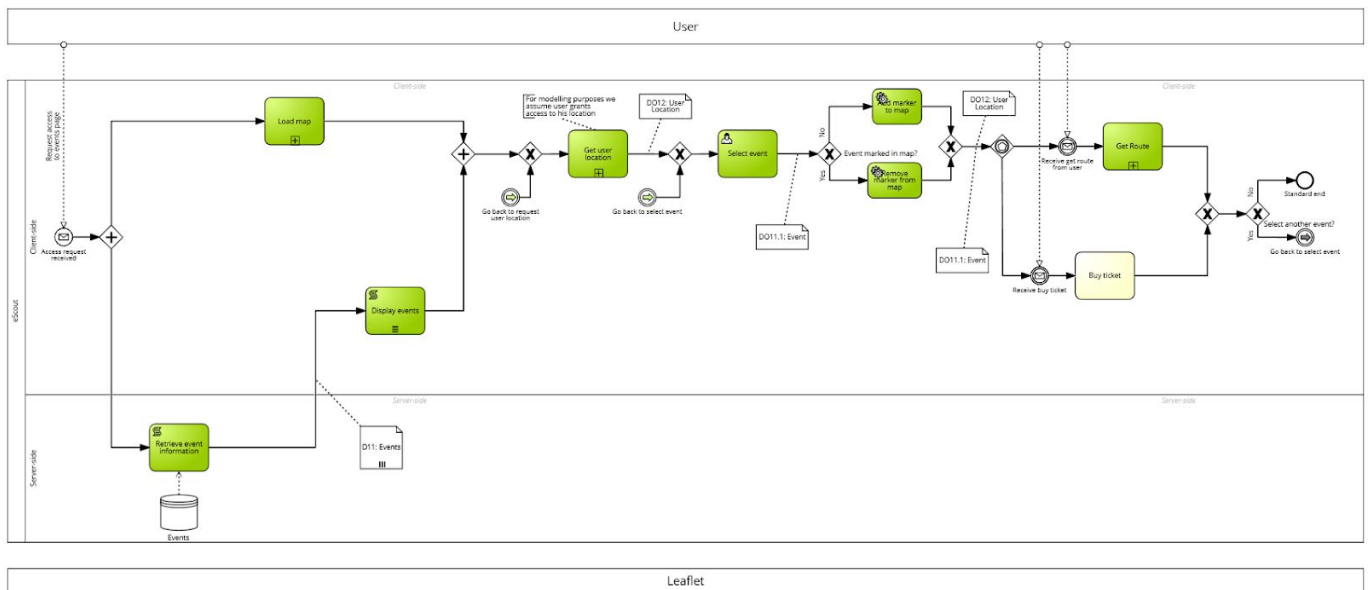 User
Client-side
Client-side
Request access
to events page
Load map
For modelling purposes we
assume user grants
access to his location
DO12: User
Location
Get user
location
Select event
No
Event marked in map?
Yes
Add marker
to map
Remove
marker from
map
DO12: User
Location
Receive get route
from user
Get Route
No
Standard end
Select another event?
Yes
Go back to select event
Go back to request
user location
Go back to select event
DO11.1: Event
DO11.1: Event
Client-side
Access request
received
Receive buy ticket
Buy ticket
eScout
Display events
Server-side
Server-side
Server-side
Retrieve event
information
D11: Events
Events
Leaflet